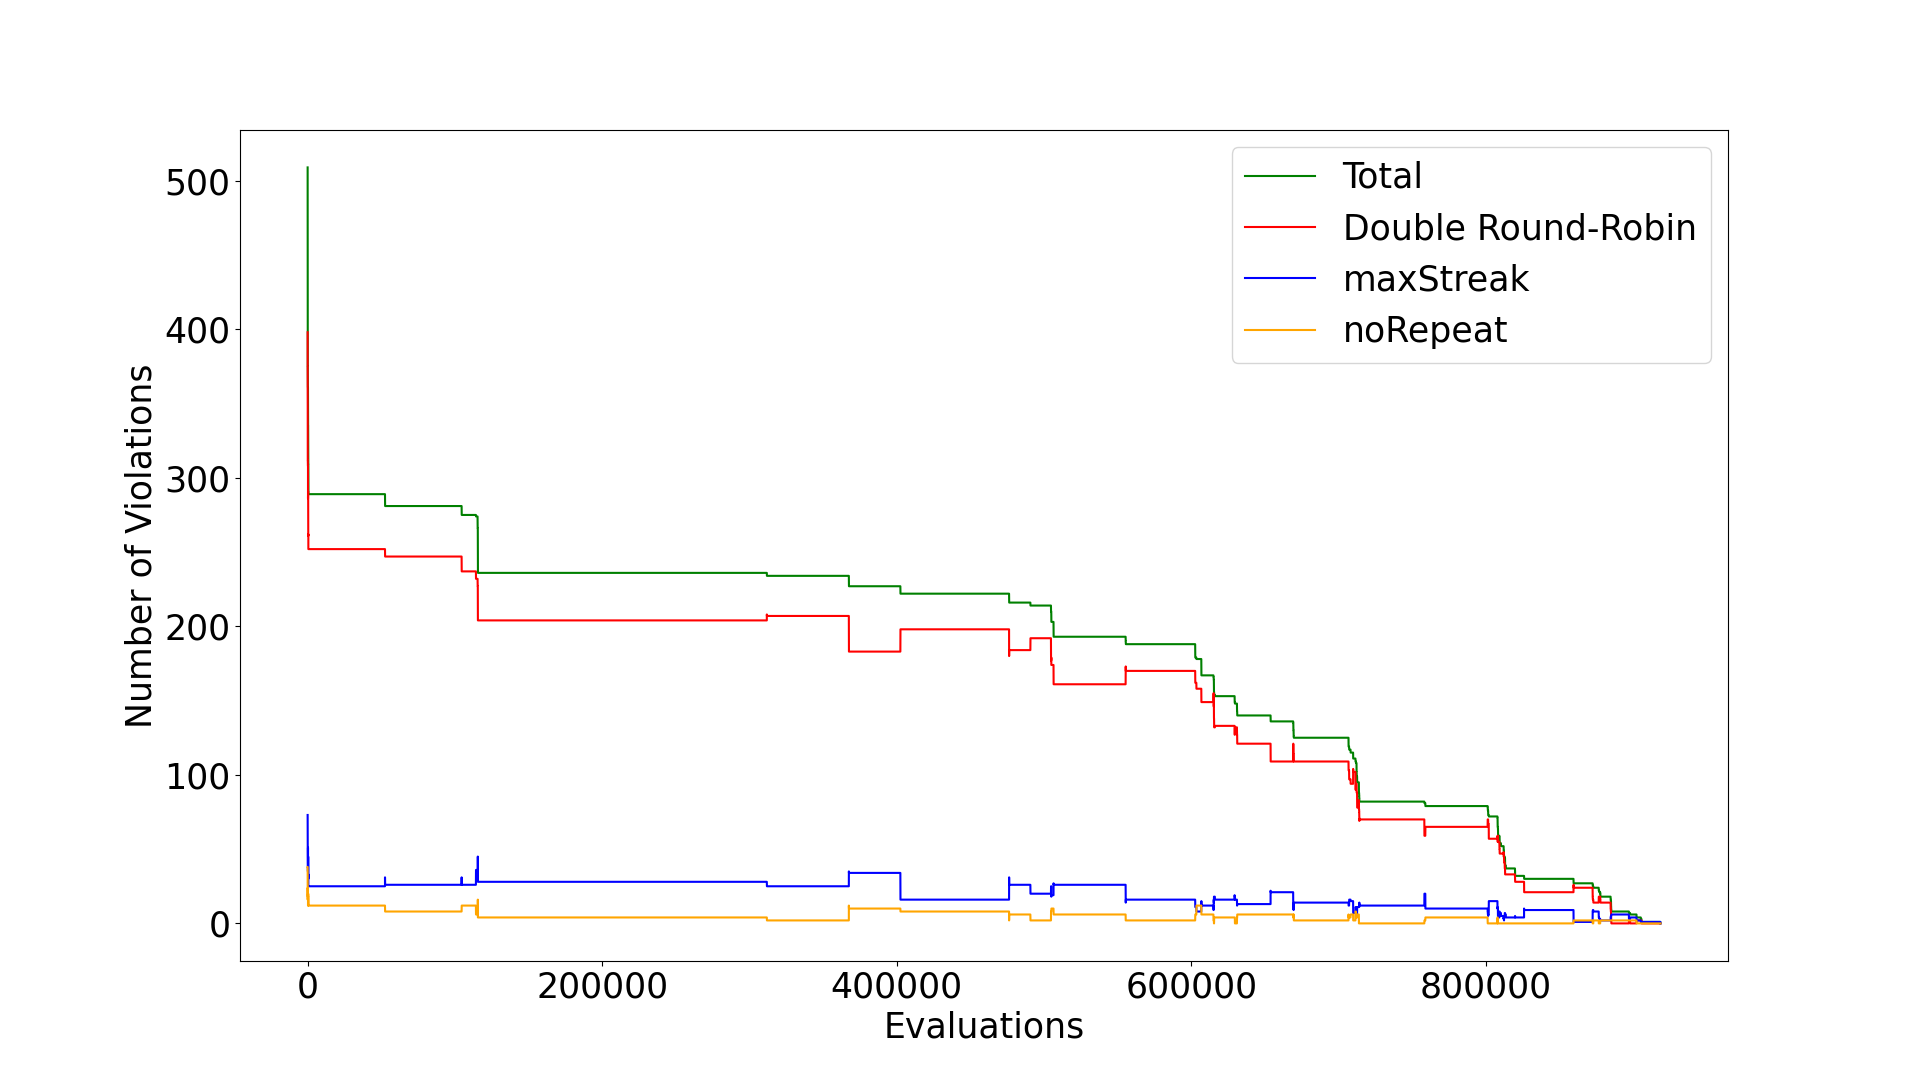 Number of Violations
500
400
300
200
100
0
Total
Double Round-Robin
maxStreak
noRepeat
0 200000 400000 600000 800000
Evaluations